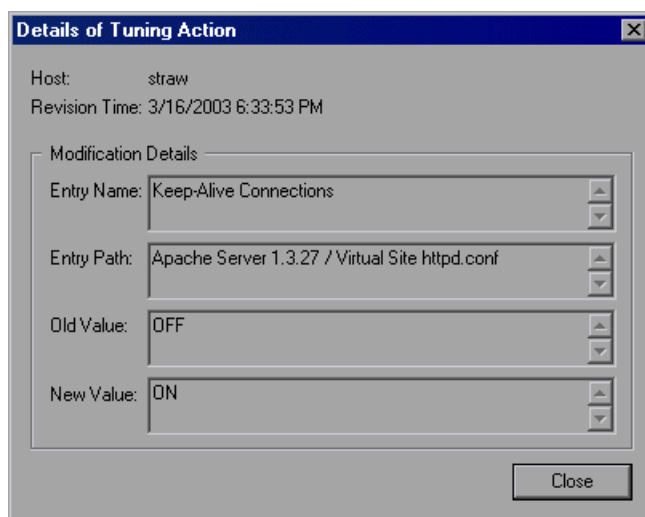 Details of Tuning Action
Host: straw
Revision Time: 3/16/2003 6:33:53 PM
Modification Details
Entry Name: Keep-Alive Connections
Entry Path: Apache Server 1.3.27 / Virtual Site httpd.conf
Old Value: OFF
New Value: ON
Close